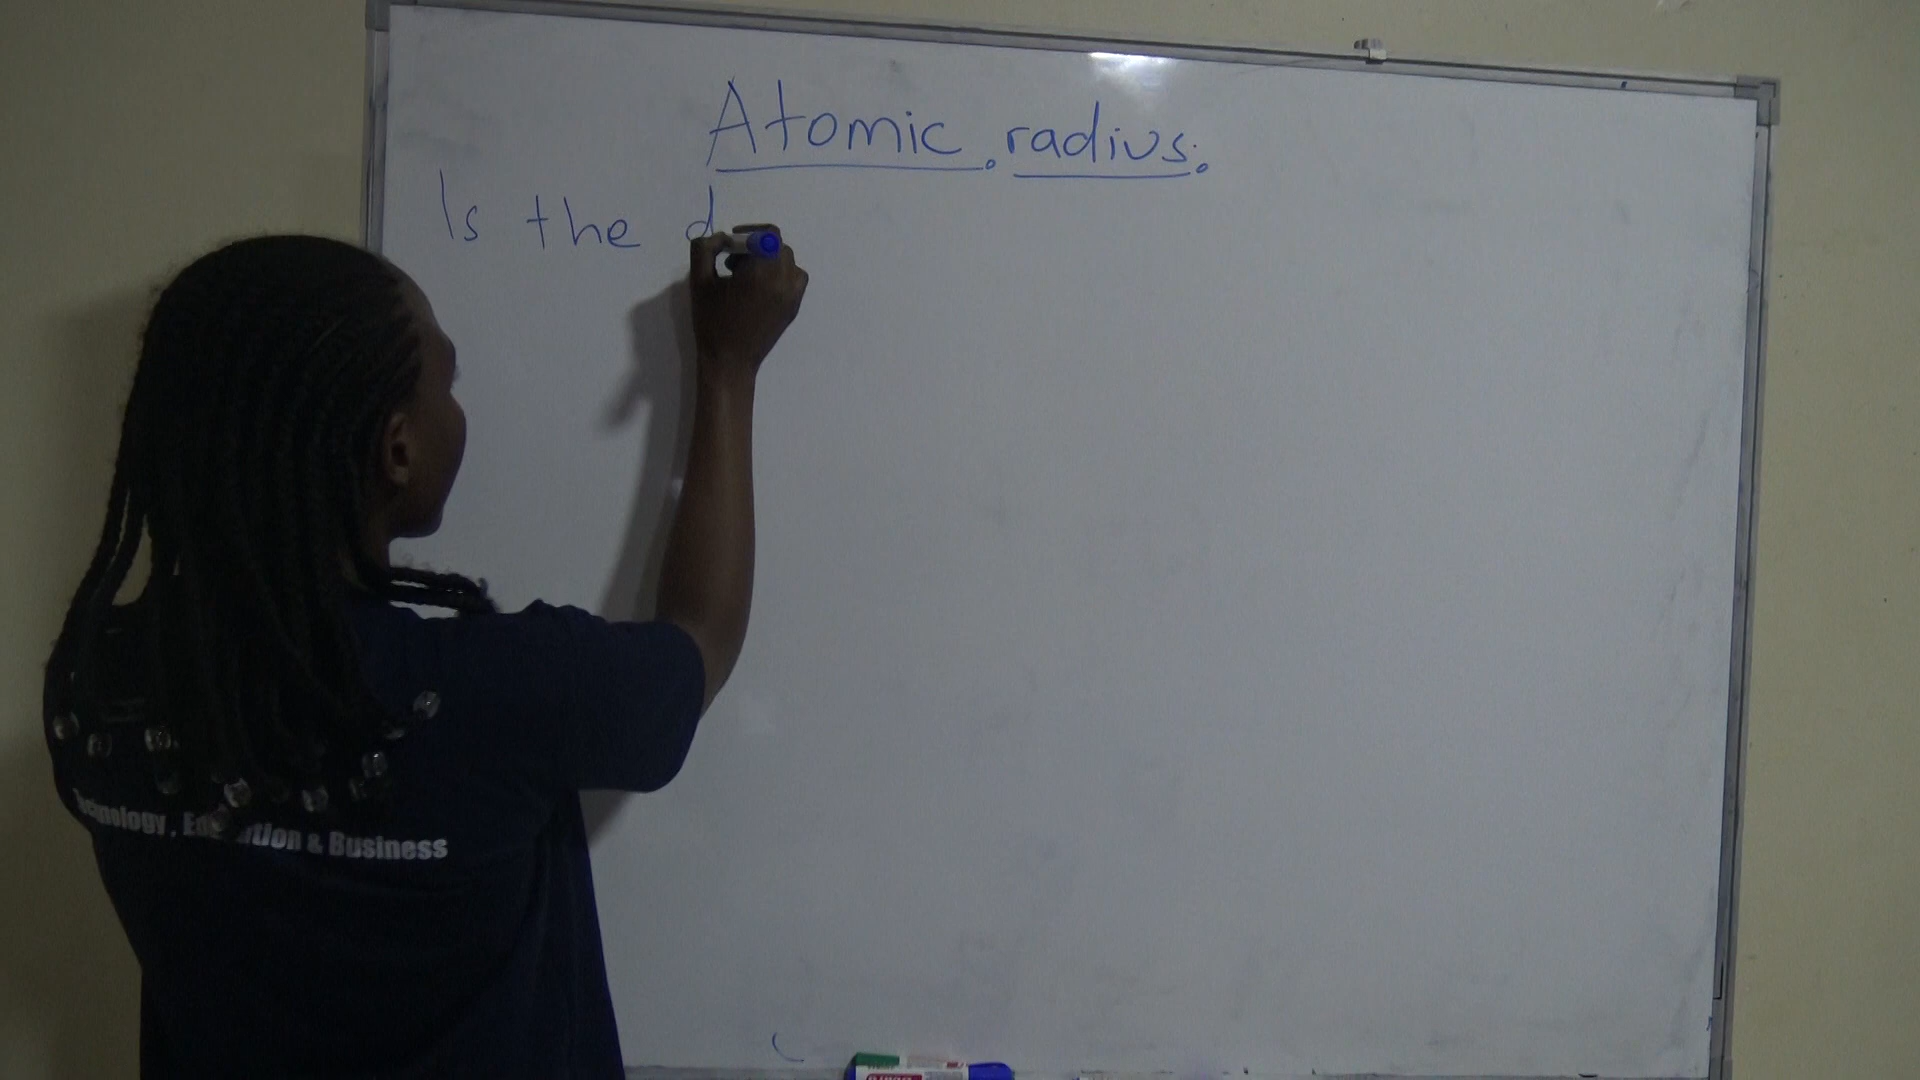 Atomic radius.
Is the d
Technology, Education & Business